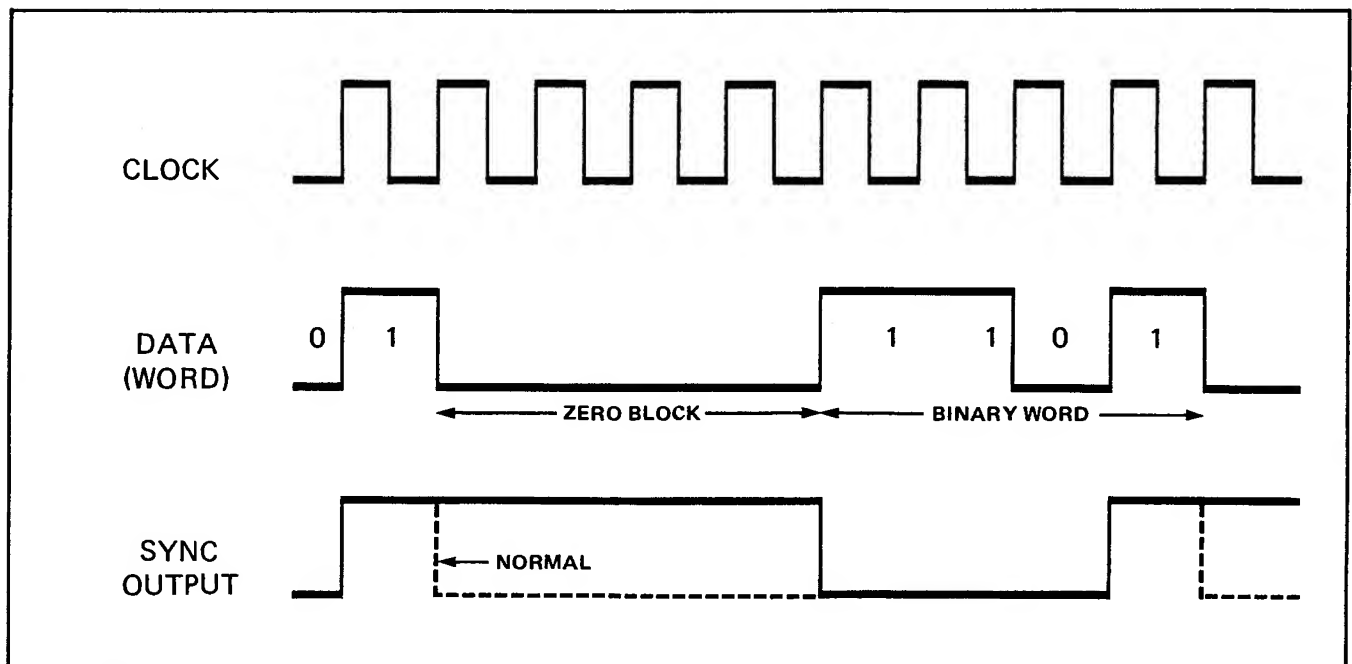 CLOCK
DATA
(WORD)
0 1 1 1 0 1
ZERO BLOCK
BINARY WORD
SYNC
OUTPUT
NORMAL